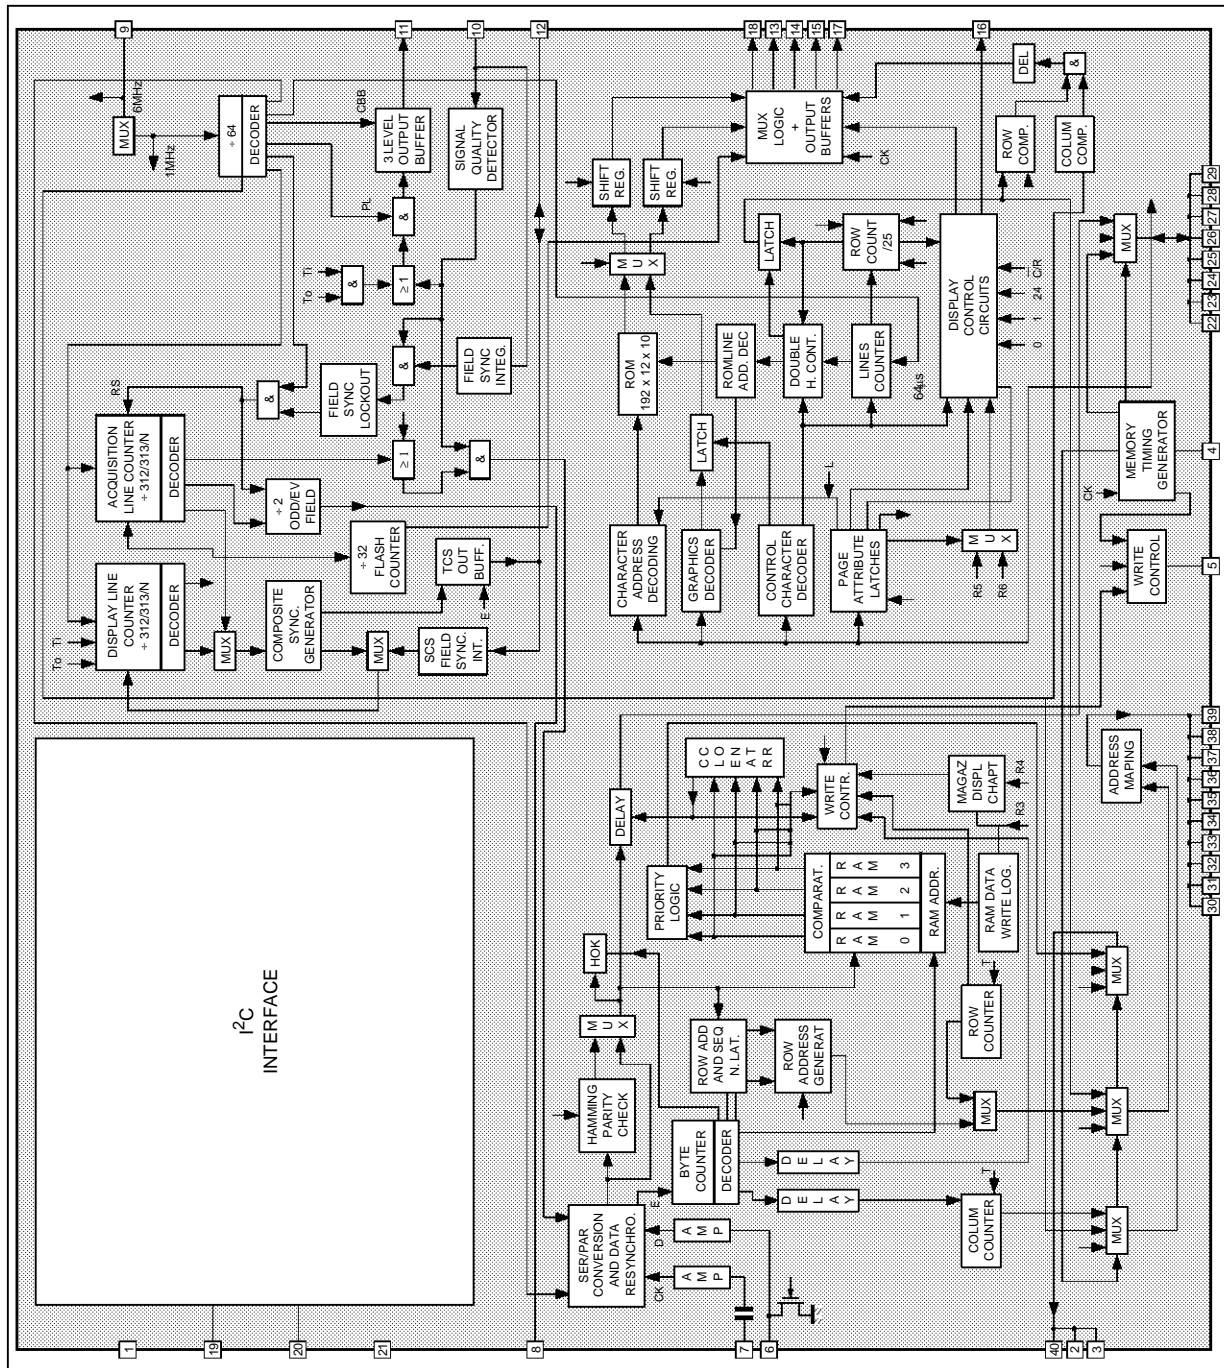 9
11
10
12
18
13
14
15
17
16
6MHz
MUX
1MHz
÷ 64
DECODER
CBB
3 LEVEL
OUTPUT
BUFFER
SIGNAL
QUALITY
DETECTOR
PL
&
To
Ti
&
≥ 1
SHIFT
REG.
SHIFT
REG.
MUX
LOGIC
+
OUTPUT
BUFFERS
CK
DEL
&
ROW
COMP.
COLUM
COMP.
29
28
27
26
25
24
23
22
MUX
RS
ACQUISITION
LINE COUNTER
÷ 312/313/N
DECODER
&
FIELD
SYNC
LOCKOUT
&
FIELD
SYNC
INTEG.
≥ 1
&
÷ 2
ODD/EV
FIELD
÷32
FLASH
COUNTER
To
Ti
DISPLAY LINE
COUNTER
÷ 312/313/N
DECODER
MUX
COMPOSITE
SYNC.
GENERATOR
TCS
OUT
BUFF.
E
MUX
SCS
FIELD
SYNC.
INT.
M
U
X
LATCH
ROW
COUNT
/25
ROM
192 x 12 x 10
ROMLINE
ADD. DEC
DOUBLE
H. CONT.
LINES
COUNTER
64µs
DISPLAY
CONTROL
CIRCUITS
0
1
24
C/R
LATCH
L
CHARACTER
ADDRESS
DECODING
GRAPHICS
DECODER
CONTROL
CHARACTER
DECODER
PAGE
ATTRIBUTE
LATCHES
R5
R6
M
U
X
MEMORY
TIMING
GENERATOR
4
CK
WRITE
CONTROL
5
I²C
INTERFACE
DELAY
C C
L O
E N
A T
R R
WRITE
CONTR.
MAGAZ
DISPL
CHAPT
R4
R3
ADDRESS
MAPING
39
38
37
36
35
34
33
32
31
30
HOK
PRIORITY
LOGIC
COMPARAT.
R A M 3
R A M 2
R A M 1
R A M 0
RAM ADDR.
RAM DATA
WRITE LOG.
M
U
X
HAMMING
PARITY
CHECK
ROW ADD
AND SEQ
N. LAT.
ROW
ADDRESS
GENERAT
ROW
COUNTER
T
MUX
MUX
MUX
SER/PAR
CONVERSION
AND DATA
RESYNCHRO.
E
BYTE
COUNTER
DECODER
D
E
L
A
Y
D
E
L
A
Y
COLUM
COUNTER
T
MUX
CK
D
A
M
P
A
M
P
1
19
20
21
8
7
6
40
2
3